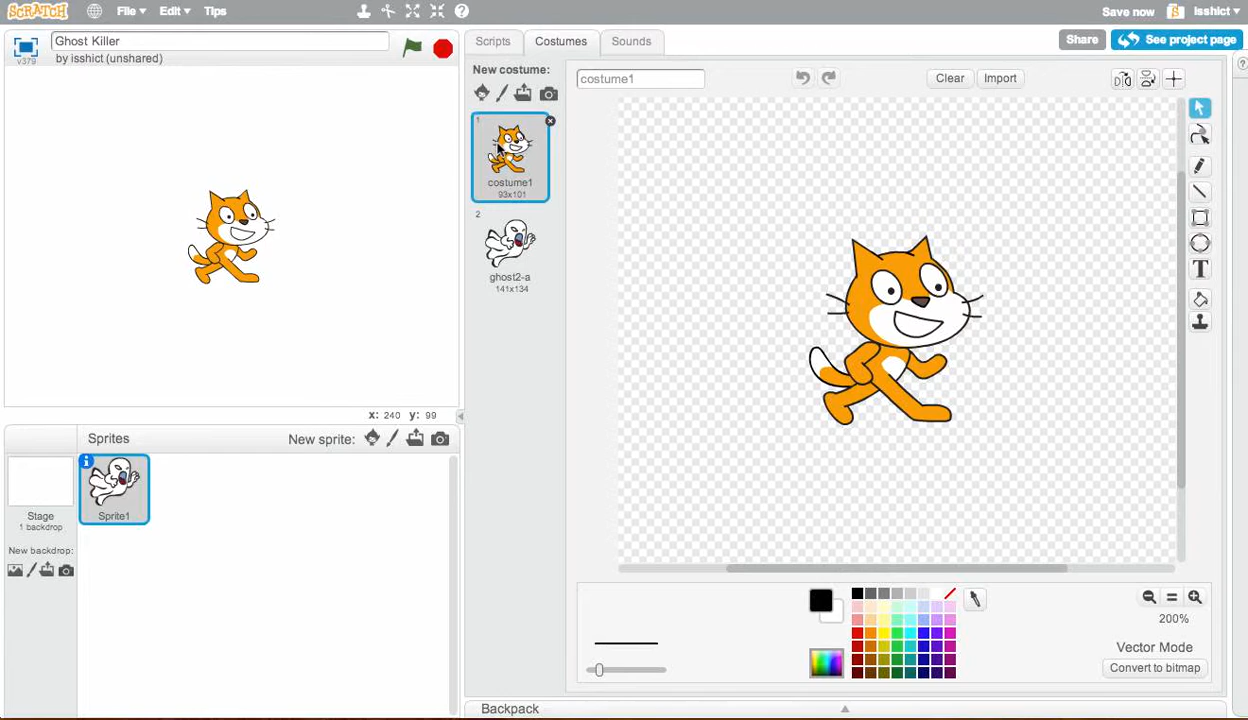 SCRATCH File Edit Tips Save now isshict
v379
Ghost Killer
by isshict (unshared)
Scripts Costumes Sounds
Share See project page
New costume:
costume1
Clear Import
1
costume1
93x101
2
ghost2-a
141x134
x: 240 y: 99
Sprites New sprite:
Stage
1 backdrop
New backdrop:
Sprite1
T
200%
Vector Mode
Convert to bitmap
Backpack